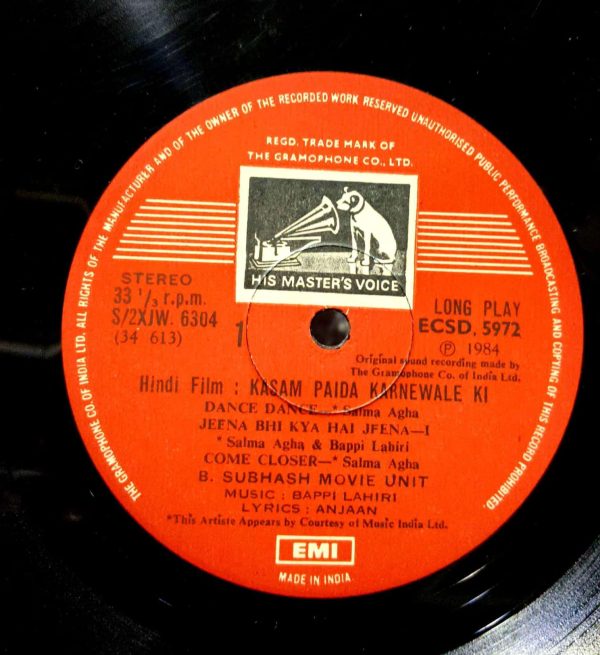 THE GRAMOPHONE CO. OF INDIA LTD. ALL RIGHTS OF THE MANUFACTURER AND OF THE OWNER OF THE RECORDED WORK RESERVED UNAUTHORISED PUBLIC PERFORMANCE BROADCASTING AND COPYING OF THIS RECORD PROHIBITED.
REGD. TRADE MARK OF
THE GRAMOPHONE CO., LTD.
HIS MASTER'S VOICE
STEREO
33 1/3 r.p.m.
S/2XJW. 6304
(34 613)
1
LONG PLAY
ECSD. 5972
Ⓟ 1984
Original sound recording made by
The Gramophone Co. of India Ltd.
Hindi Film : KASAM PAIDA KARNEWALE KI
DANCE DANCE—*Salma Agha
JEENA BHI KYA HAI JEENA—I
*Salma Agha & Bappi Lahiri
COME CLOSER—*Salma Agha
B. SUBHASH MOVIE UNIT
MUSIC : BAPPI LAHIRI
LYRICS : ANJAAN
*This Artiste Appears by Courtesy of Music India Ltd.
EMI
MADE IN INDIA.